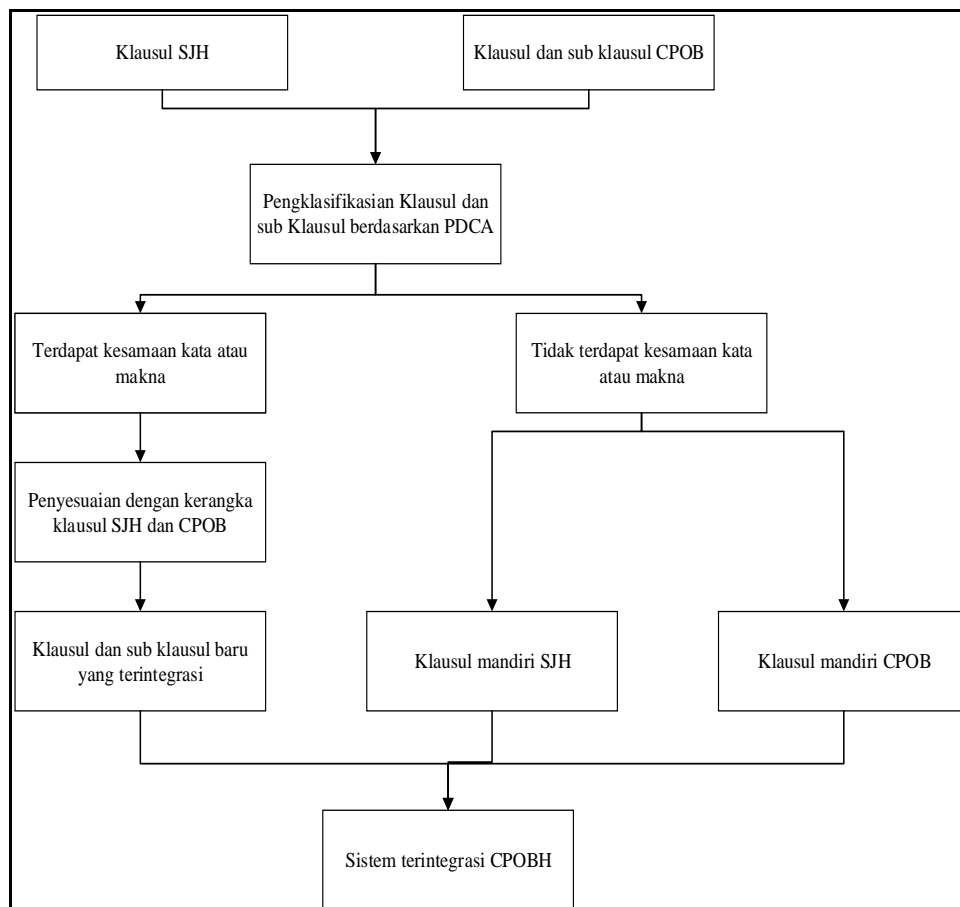 Klausul SJH
Klausul dan sub klausul CPOB
Pengklasifikasian Klausul dan
sub Klausul berdasarkan PDCA
Terdapat kesamaan kata atau
makna
Tidak terdapat kesamaan kata
atau makna
Penyesuaian dengan kerangka
klausul SJH dan CPOB
Klausul dan sub klausul baru
yang terintegrasi
Klausul mandiri SJH
Klausul mandiri CPOB
Sistem terintegrasi CPOBH